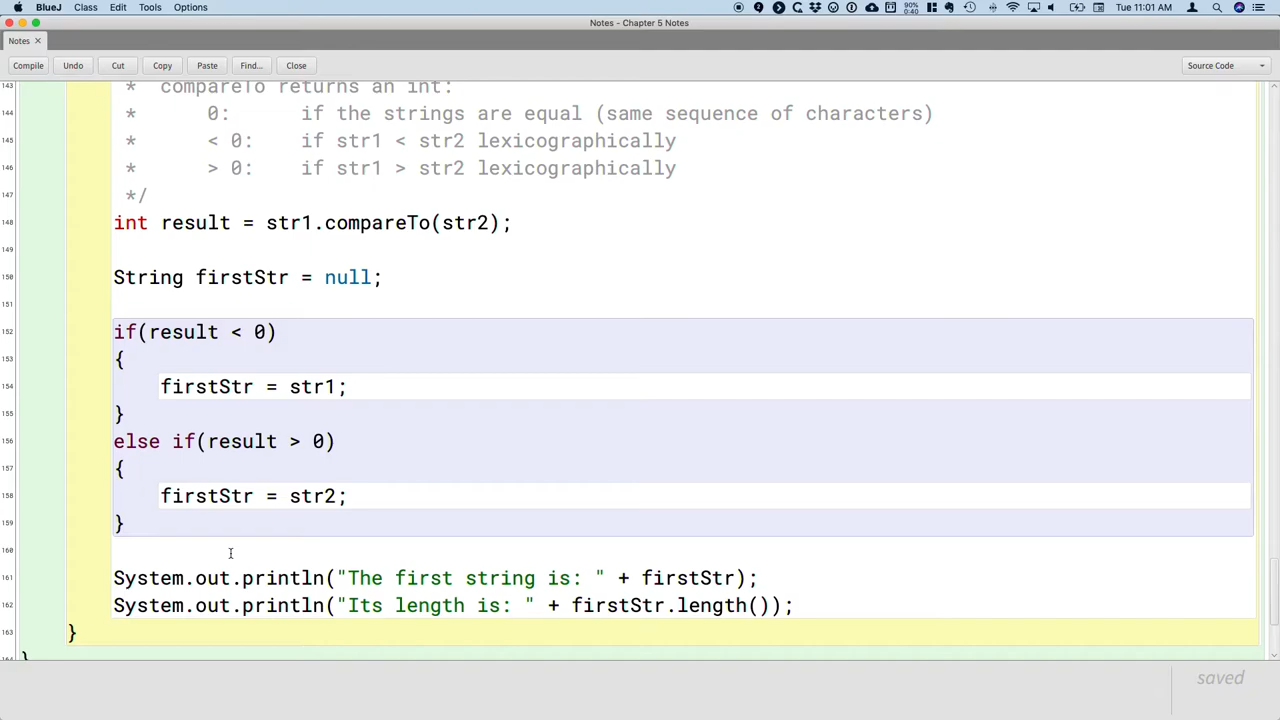 BlueJ Class Edit Tools Options 90% 0:40 Tue 11:01 AM
Notes - Chapter 5 Notes
Notes ×
Compile Undo Cut Copy Paste Find... Close Source Code
143 * compareTo returns an int:
144 * 0: if the strings are equal (same sequence of characters)
145 * < 0: if str1 < str2 lexicographically
146 * > 0: if str1 > str2 lexicographically
147 */
148 int result = str1.compareTo(str2);
149
150 String firstStr = null;
151
152 if(result < 0)
153 {
154 firstStr = str1;
155 }
156 else if(result > 0)
157 {
158 firstStr = str2;
159 }
160
161 System.out.println("The first string is: " + firstStr);
162 System.out.println("Its length is: " + firstStr.length());
163 }
164 }
saved